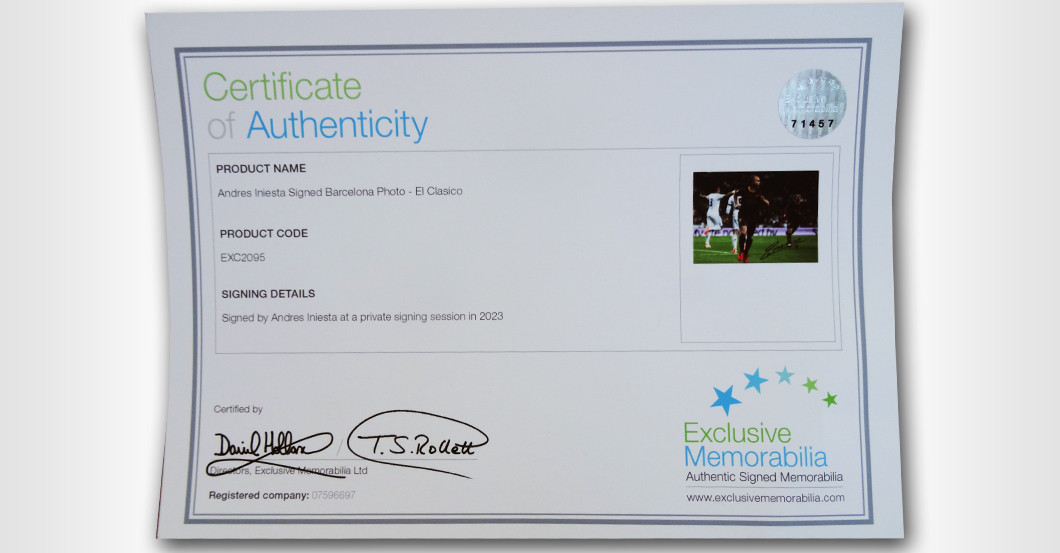 Certificate
of Authenticity
71457
PRODUCT NAME
Andres Iniesta Signed Barcelona Photo - El Clasico
PRODUCT CODE
EXC2095
SIGNING DETAILS
Signed by Andres Iniesta at a private signing session in 2023
Certified by
T.S. Rollett
Directors, Exclusive Memorabilia Ltd
Registered company: 07596697
Exclusive
Memorabilia
Authentic Signed Memorabilia
www.exclusivememorabilia.com